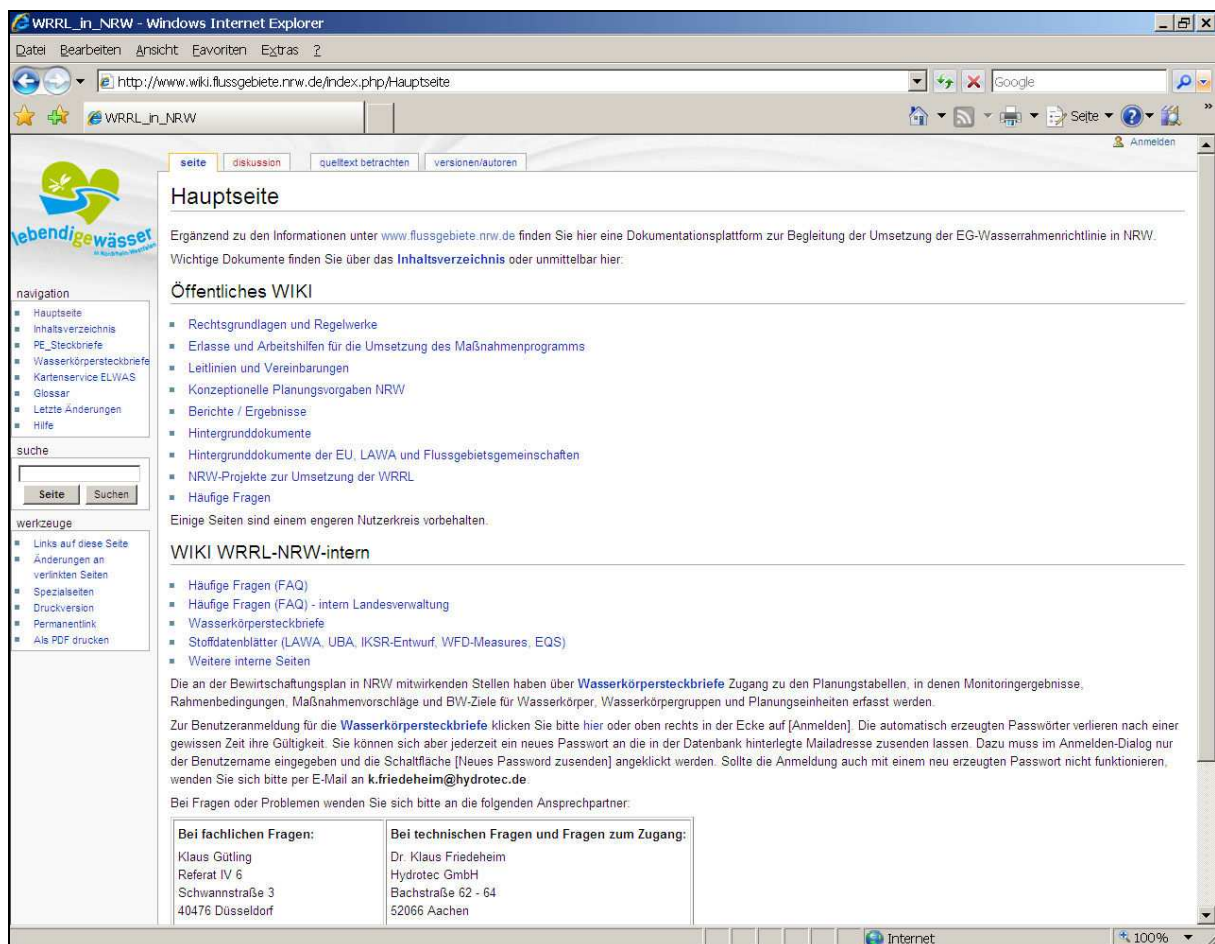 WRRL_in_NRW - Windows Internet Explorer
Datei Bearbeiten Ansicht Favoriten Extras ?
http://www.wiki.flussgebiete.nrw.de/index.php/Hauptseite
Google
WRRL_in_NRW
Seite
Anmelden
seite diskussion quelltext betrachten versionen/autoren
lebendigewässer
in Nordrhein-Westfalen
Hauptseite
Ergänzend zu den Informationen unter www.flussgebiete.nrw.de finden Sie hier eine Dokumentationsplattform zur Begleitung der Umsetzung der EG-Wasserrahmenrichtlinie in NRW.
Wichtige Dokumente finden Sie über das Inhaltsverzeichnis oder unmittelbar hier:
navigation
Hauptseite
Inhaltsverzeichnis
PE_Steckbriefe
Wasserkörpersteckbriefe
Kartenservice ELWAS
Glossar
Letzte Änderungen
Hilfe
suche
Seite Suchen
werkzeuge
Links auf diese Seite
Änderungen an
verlinkten Seiten
Spezialseiten
Druckversion
Permanentlink
Als PDF drucken
Öffentliches WIKI
Rechtsgrundlagen und Regelwerke
Erlasse und Arbeitshilfen für die Umsetzung des Maßnahmenprogramms
Leitlinien und Vereinbarungen
Konzeptionelle Planungsvorgaben NRW
Berichte / Ergebnisse
Hintergrunddokumente
Hintergrunddokumente der EU, LAWA und Flussgebietsgemeinschaften
NRW-Projekte zur Umsetzung der WRRL
Häufige Fragen
Einige Seiten sind einem engeren Nutzerkreis vorbehalten.
WIKI WRRL-NRW-intern
Häufige Fragen (FAQ)
Häufige Fragen (FAQ) - intern Landesverwaltung
Wasserkörpersteckbriefe
Stoffdatenblätter (LAWA, UBA, IKSR-Entwurf, WFD-Measures, EQS)
Weitere interne Seiten
Die an der Bewirtschaftungsplan in NRW mitwirkenden Stellen haben über Wasserkörpersteckbriefe Zugang zu den Planungstabellen, in denen Monitoringergebnisse,
Rahmenbedingungen, Maßnahmenvorschläge und BW-Ziele für Wasserkörper, Wasserkörpergruppen und Planungseinheiten erfasst werden.
Zur Benutzeranmeldung für die Wasserkörpersteckbriefe klicken Sie bitte hier oder oben rechts in der Ecke auf [Anmelden]. Die automatisch erzeugten Passwörter verlieren nach einer
gewissen Zeit ihre Gültigkeit. Sie können sich aber jederzeit ein neues Passwort an die in der Datenbank hinterlegte Mailadresse zusenden lassen. Dazu muss im Anmelden-Dialog nur
der Benutzername eingegeben und die Schaltfläche [Neues Password zusenden] angeklickt werden. Sollte die Anmeldung auch mit einem neu erzeugten Passwort nicht funktionieren,
wenden Sie sich bitte per E-Mail an k.friedeheim@hydrotec.de.
Bei Fragen oder Problemen wenden Sie sich bitte an die folgenden Ansprechpartner:
Bei fachlichen Fragen:
Klaus Gütling
Referat IV 6
Schwannstraße 3
40476 Düsseldorf
Bei technischen Fragen und Fragen zum Zugang:
Dr. Klaus Friedeheim
Hydrotec GmbH
Bachstraße 62 - 64
52066 Aachen
Internet
100%